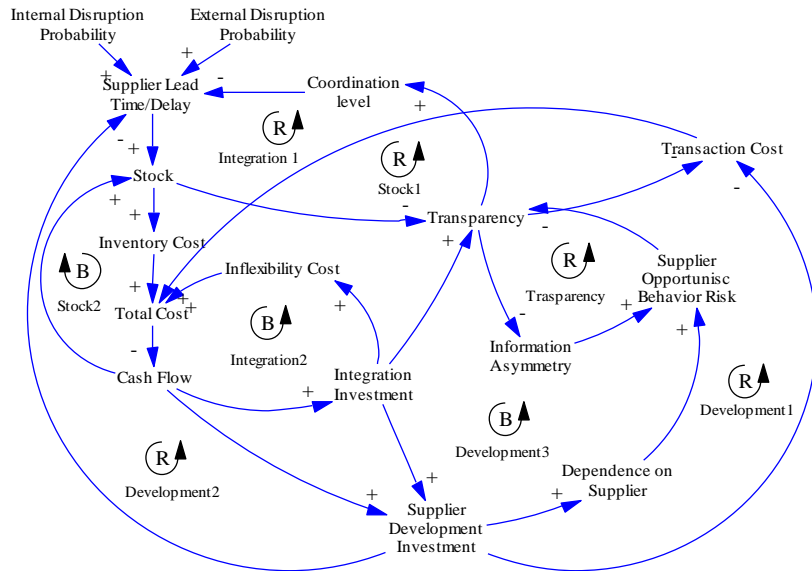 Internal Disruption
Probability
External Disruption
Probability
+
+
Supplier Lead
Time/Delay
-
Coordination
level
+
-
+
R
Integration 1
R
Stock1
Transaction Cost
-
-
Stock
+
+
-
Transparency
+
-
Inventory Cost
+
B
Stock2
Inflexibility Cost
+
+
+
Total Cost
-
B
Integration2
R
Trasparency
Supplier
Opportunisc
Behavior Risk
+
+
-
Information
Asymmetry
Cash Flow
+
Integration
Investment
R
Development1
B
Development3
R
Development2
+
+
Supplier
Development
Investment
+
Dependence on
Supplier